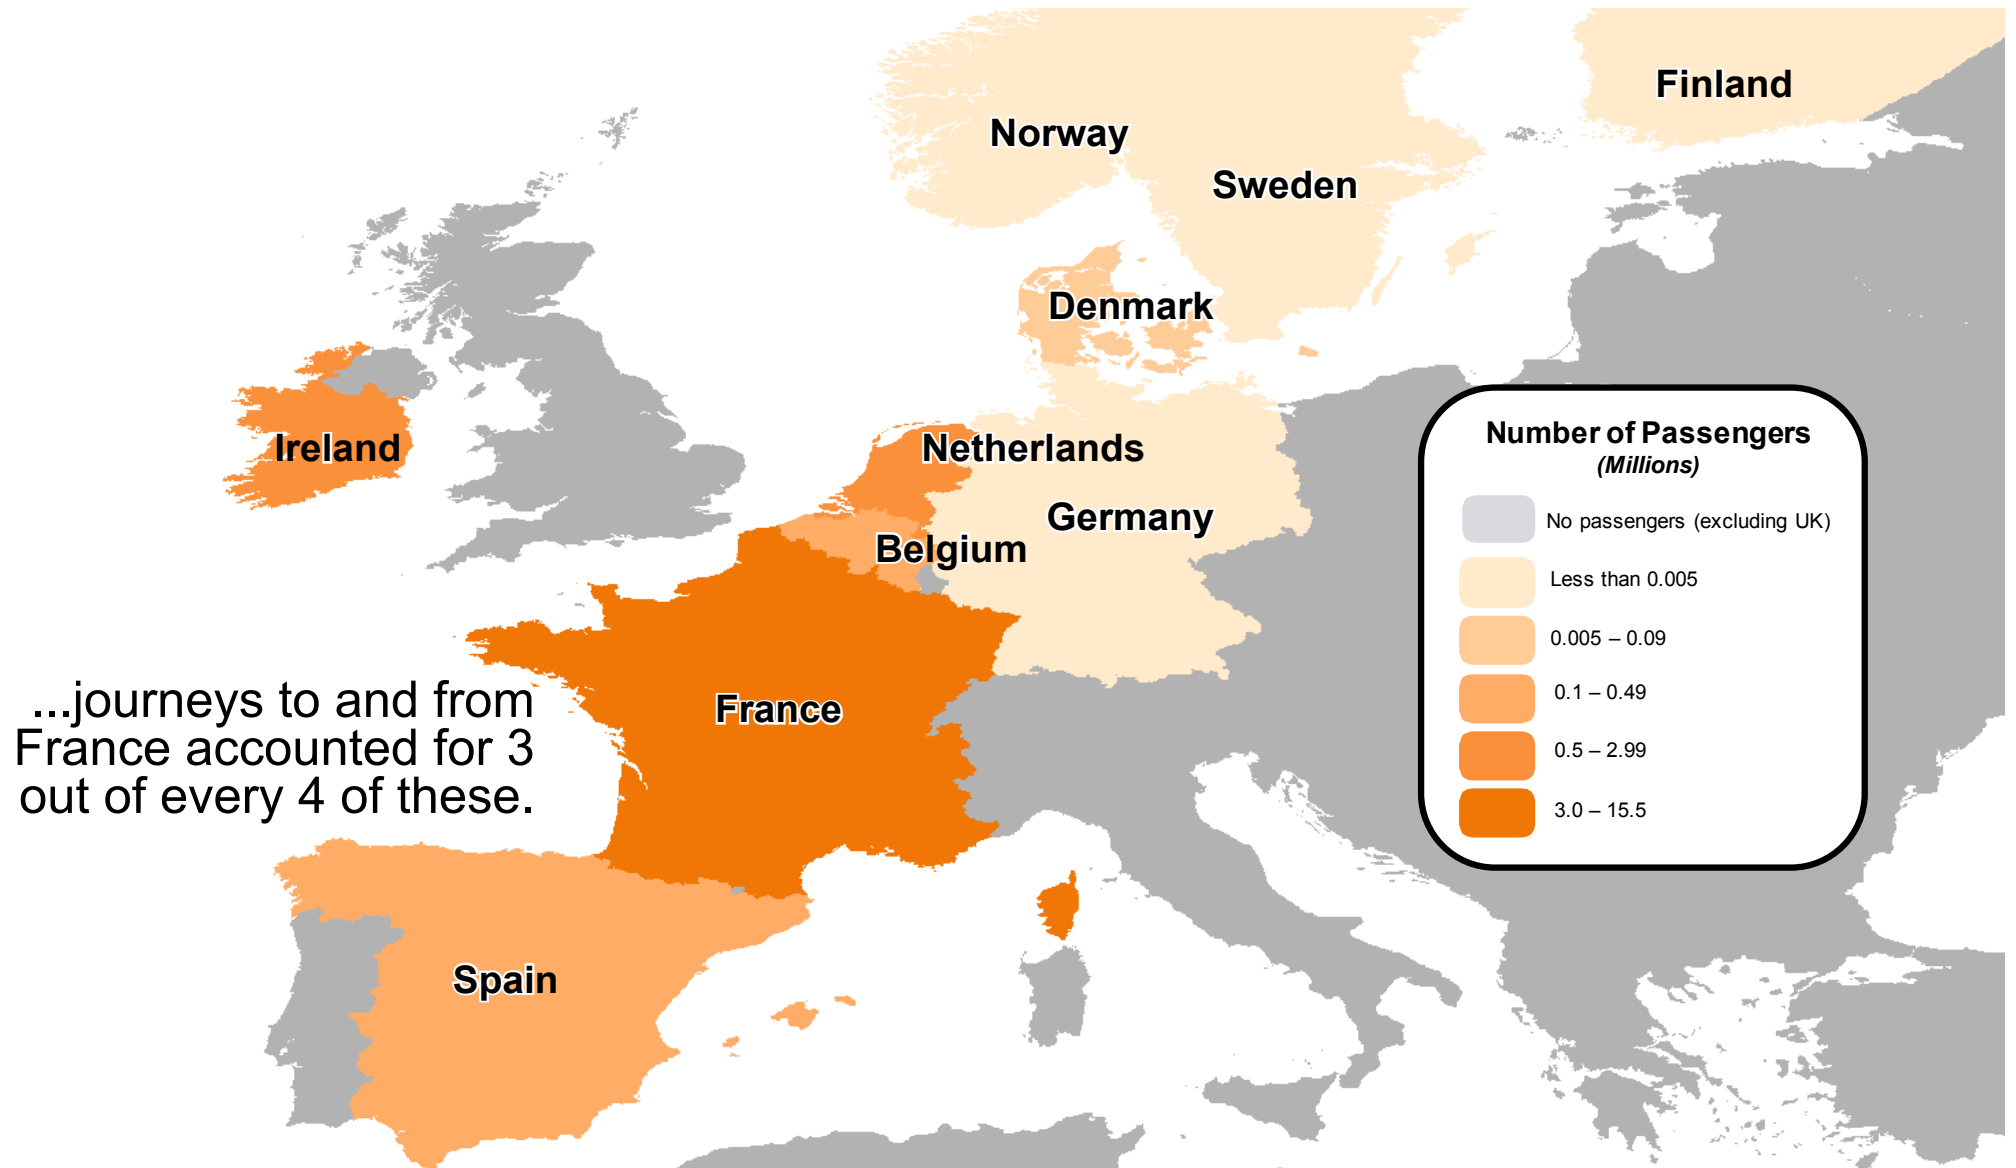 Finland
Norway
Sweden
Denmark
Ireland
Netherlands
Germany
Belgium
France
Spain
...journeys to and from
France accounted for 3
out of every 4 of these.
Number of Passengers
(Millions)
No passengers (excluding UK)
Less than 0.005
0.005 – 0.09
0.1 – 0.49
0.5 – 2.99
3.0 – 15.5